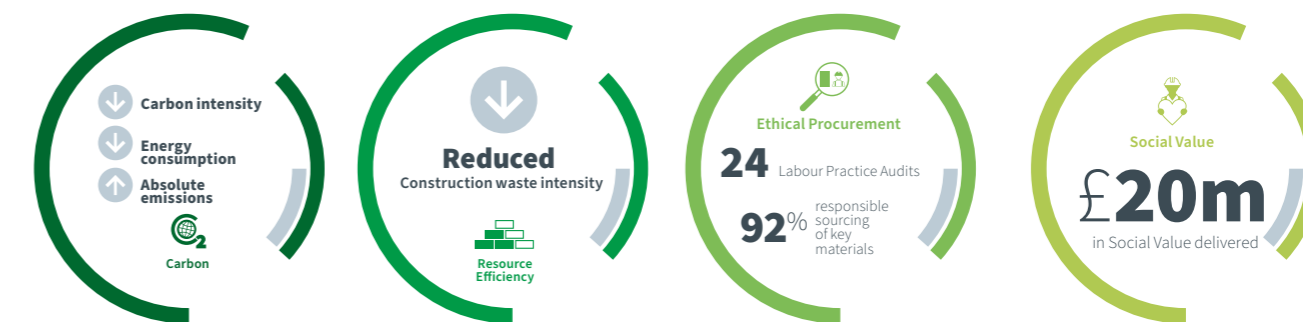 Carbon intensity
Energy
consumption
Absolute
emissions
2
Carbon
Reduced
Construction waste intensity
Resource
Efficiency
Ethical Procurement
24 Labour Practice Audits
92% responsible
sourcing
of key
materials
Social Value
£20m
in Social Value delivered